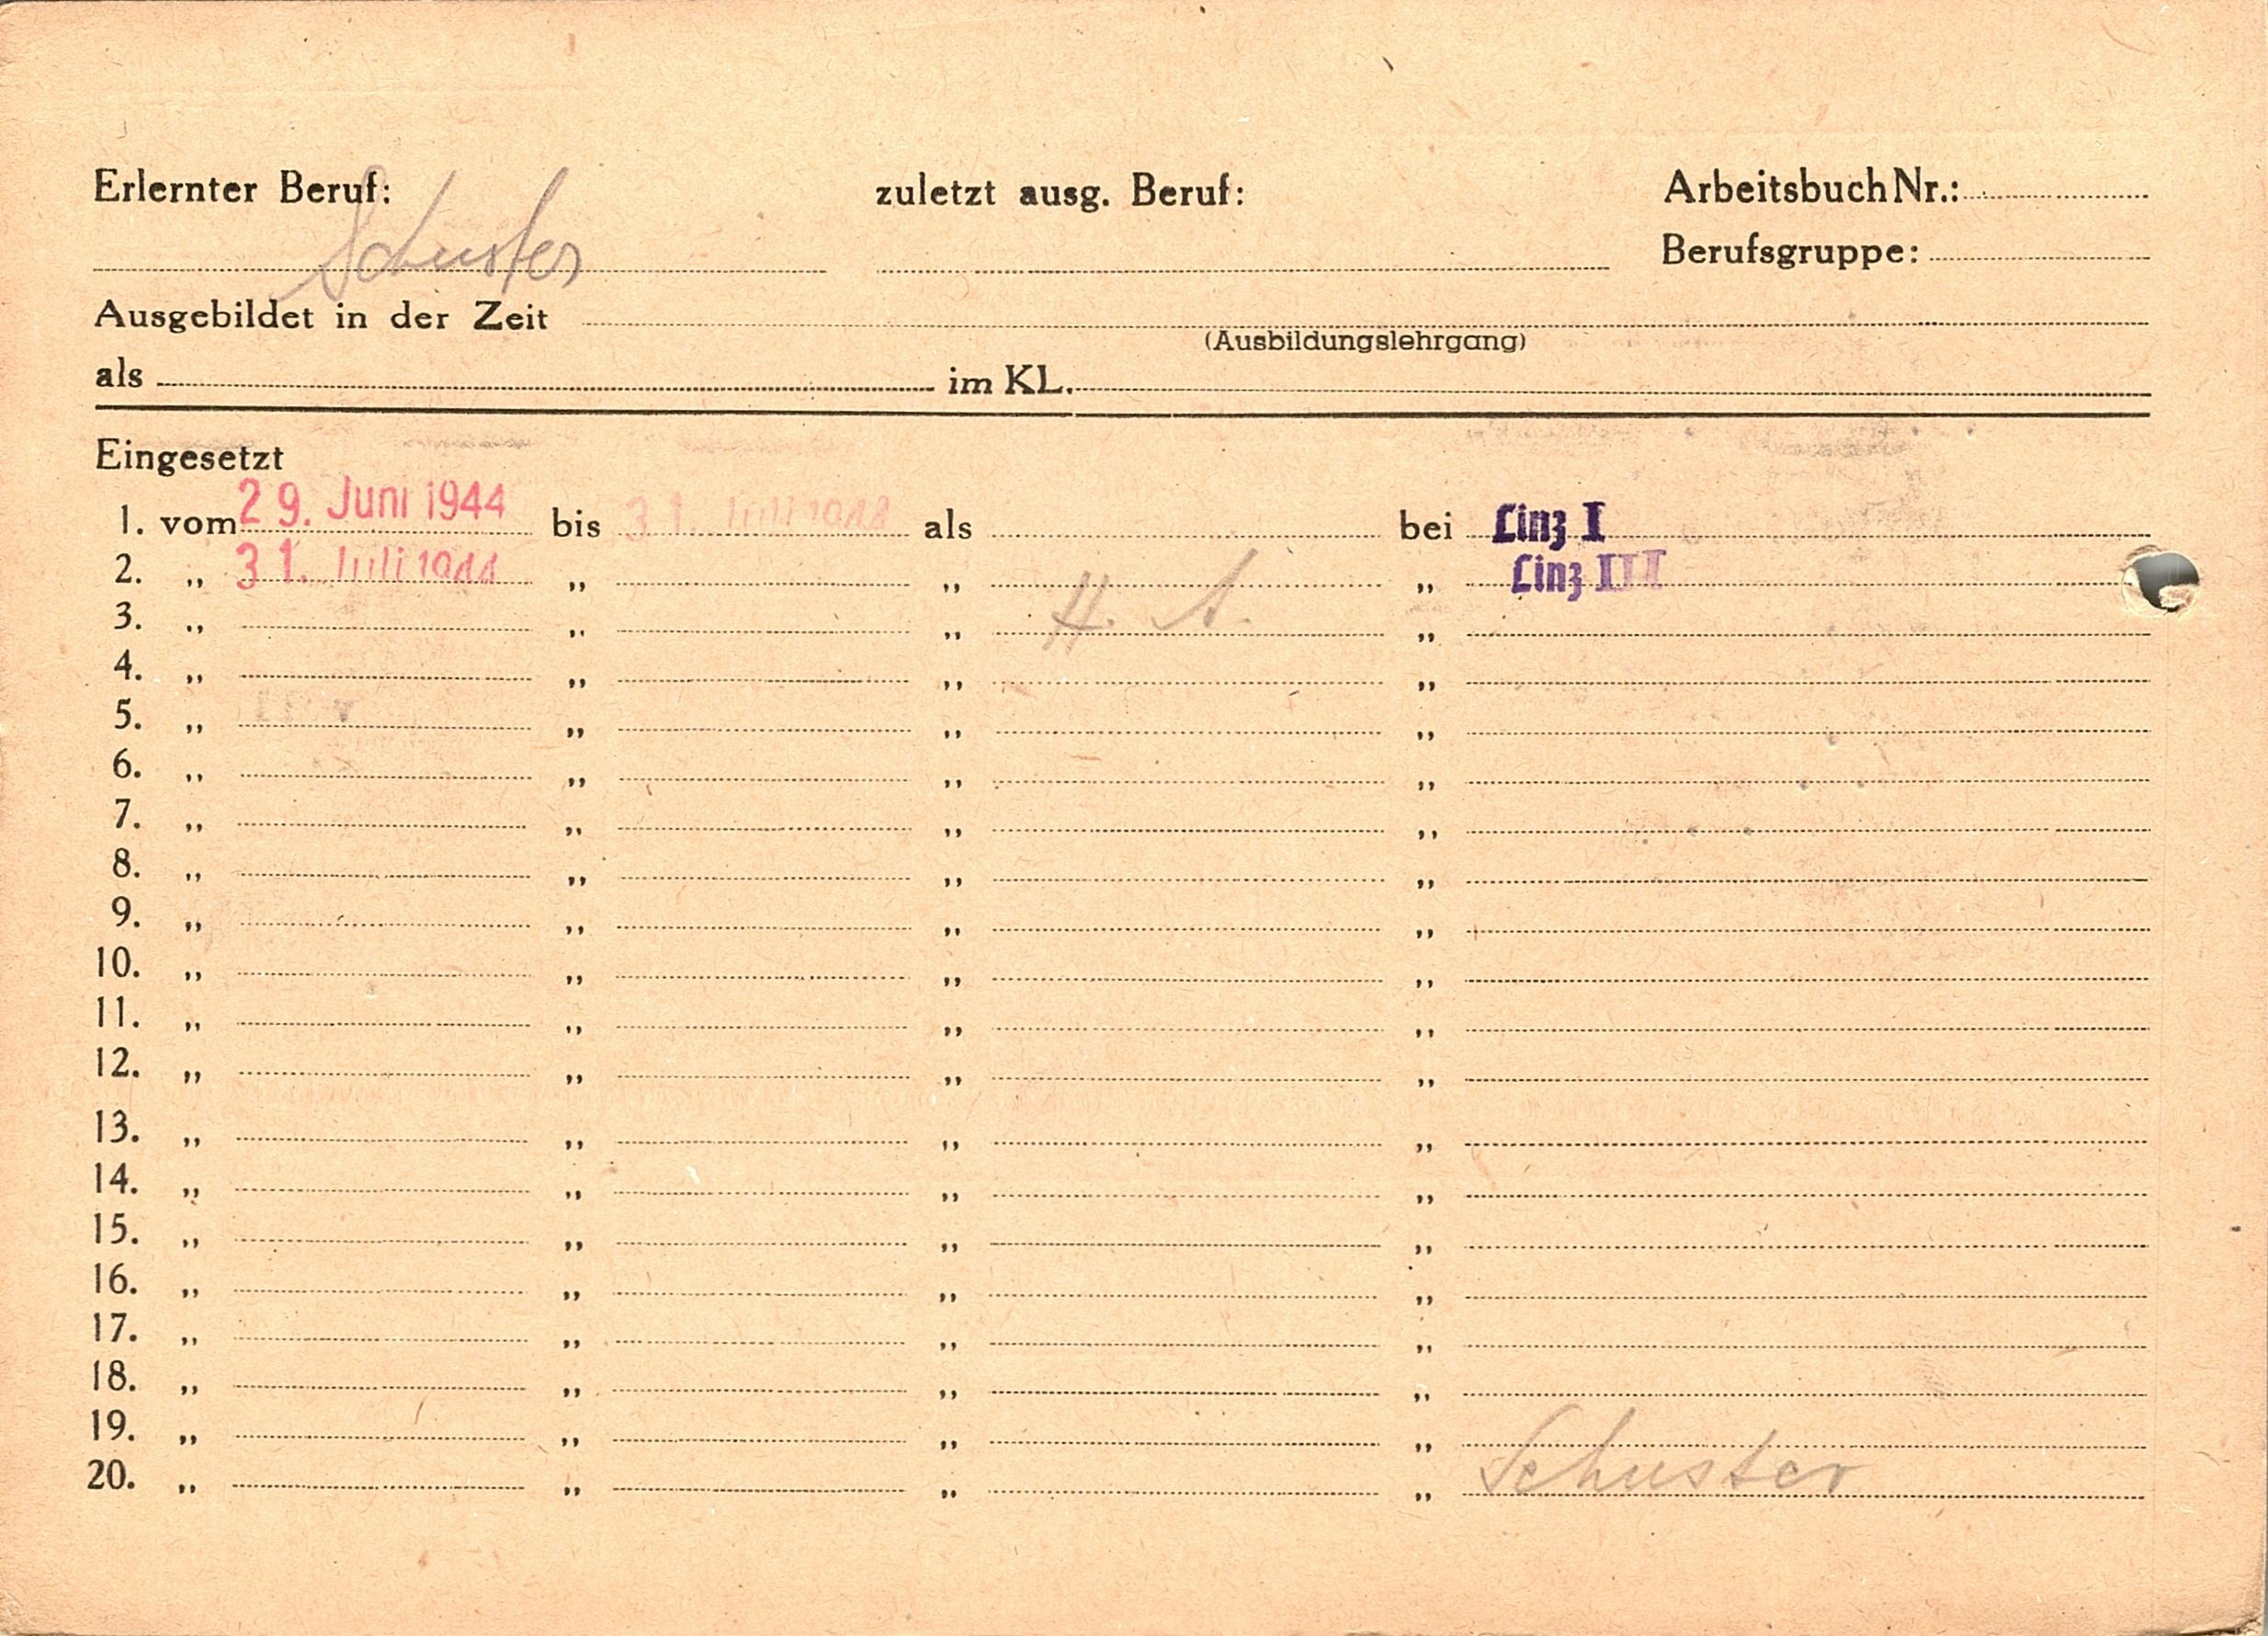 Erlernter Beruf: zuletzt ausg. Beruf: Arbeitsbuch Nr.:
Schuster Berufsgruppe:
Ausgebildet in der Zeit
(Ausbildungslehrgang)
als im KL.
Eingesetzt
1. vom 29. Juni 1944 bis 31. Juli 1944 als bei Linz I
2. „ 31. Juli 1944 „ „ „ Linz III
3. „ „ „ H. A. „
4. „ „ „ „
5. „ „ „ „
6. „ „ „ „
7. „ „ „ „
8. „ „ „ „
9. „ „ „ „
10. „ „ „ „
11. „ „ „ „
12. „ „ „ „
13. „ „ „ „
14. „ „ „ „
15. „ „ „ „
16. „ „ „ „
17. „ „ „ „
18. „ „ „ „
19. „ „ „ „
20. „ „ „ „ Schuster